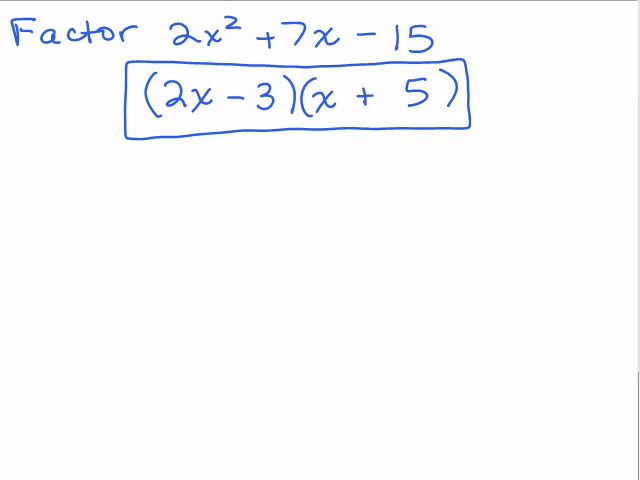 Factor 2x² + 7x - 15
(2x - 3)(x + 5)